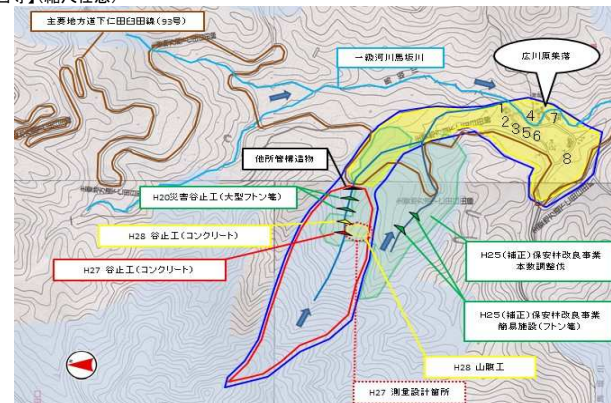 主要地方道下仁田臼田線(93号)
一級河川馬坂川
広川原集落
他所管構造物
H20災害谷止工(大型フトン篭)
H28 谷止工(コンクリート)
H27 谷止工(コンクリート)
H25(補正)保安林改良事業
本数調整伐
H25(補正)保安林改良事業
簡易施設(フトン篭)
H28 山腹工
H27 測量設計箇所
1
2
3
5
6
4
7
8